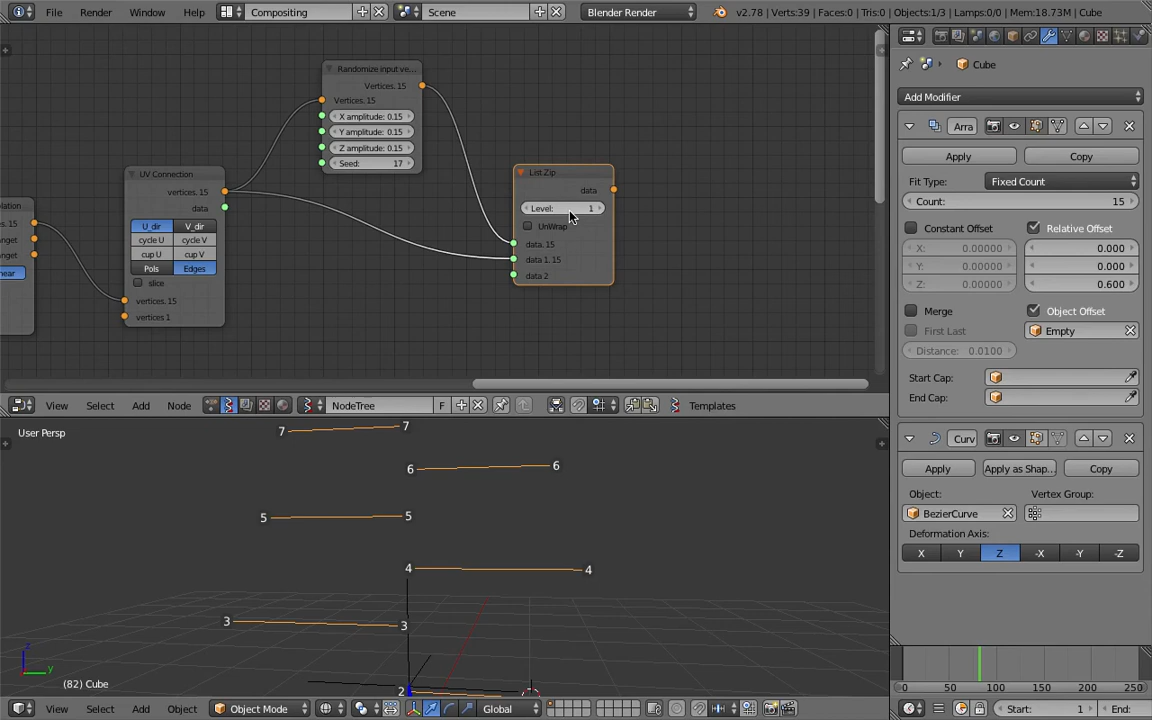 File Render Window Help Compositing Scene Blender Render v2.78 | Verts:39 | Faces:0 | Tris:0 | Objects:1/3 | Lamps:0/0 | Mem:18.73M | Cube
Randomize input ve...
Vertices. 15
Vertices. 15
X amplitude: 0.15
Y amplitude: 0.15
Z amplitude: 0.15
Seed: 17
UV Connection
vertices. 15
data
U_dir V_dir
cycle U cycle V
cup U cup V
Pols Edges
slice
vertices. 15
vertices 1
List Zip
data
Level: 1
UnWrap
data. 15
data 1. 15
data 2
View Select Add Node NodeTree F Templates
User Persp
7 7
6 6
5 5
4 4
3 3
2
z
y
(82) Cube
View Select Add Object Object Mode Global
Cube
Add Modifier
Arra
Apply Copy
Fit Type: Fixed Count
Count: 15
Constant Offset Relative Offset
X: 0.00000 0.000
Y: 0.00000 0.000
Z: 0.00000 0.600
Merge Object Offset
First Last Empty
Distance: 0.0100
Start Cap:
End Cap:
Curv
Apply Apply as Shap... Copy
Object: Vertex Group:
BezierCurve
Deformation Axis:
X Y Z -X -Y -Z
0 50 100 150 200 250
Start: 1 End: